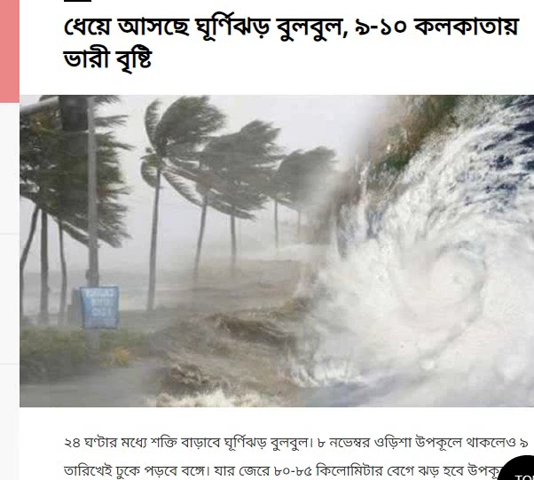 ধেয়ে আসছে ঘূর্ণিঝড় বুলবুল, ৯-১০ কলকাতায়
ভারী বৃষ্টি
২৪ ঘণ্টার মধ্যে শক্তি বাড়াবে ঘূর্ণিঝড় বুলবুল। ৮ নভেম্বর ওড়িশা উপকূলে থাকলেও ৯
তারিখেই ঢুকে পড়বে বঙ্গে। যার জেরে ৮০-৮৫ কিলোমিটার বেগে ঝড় হবে